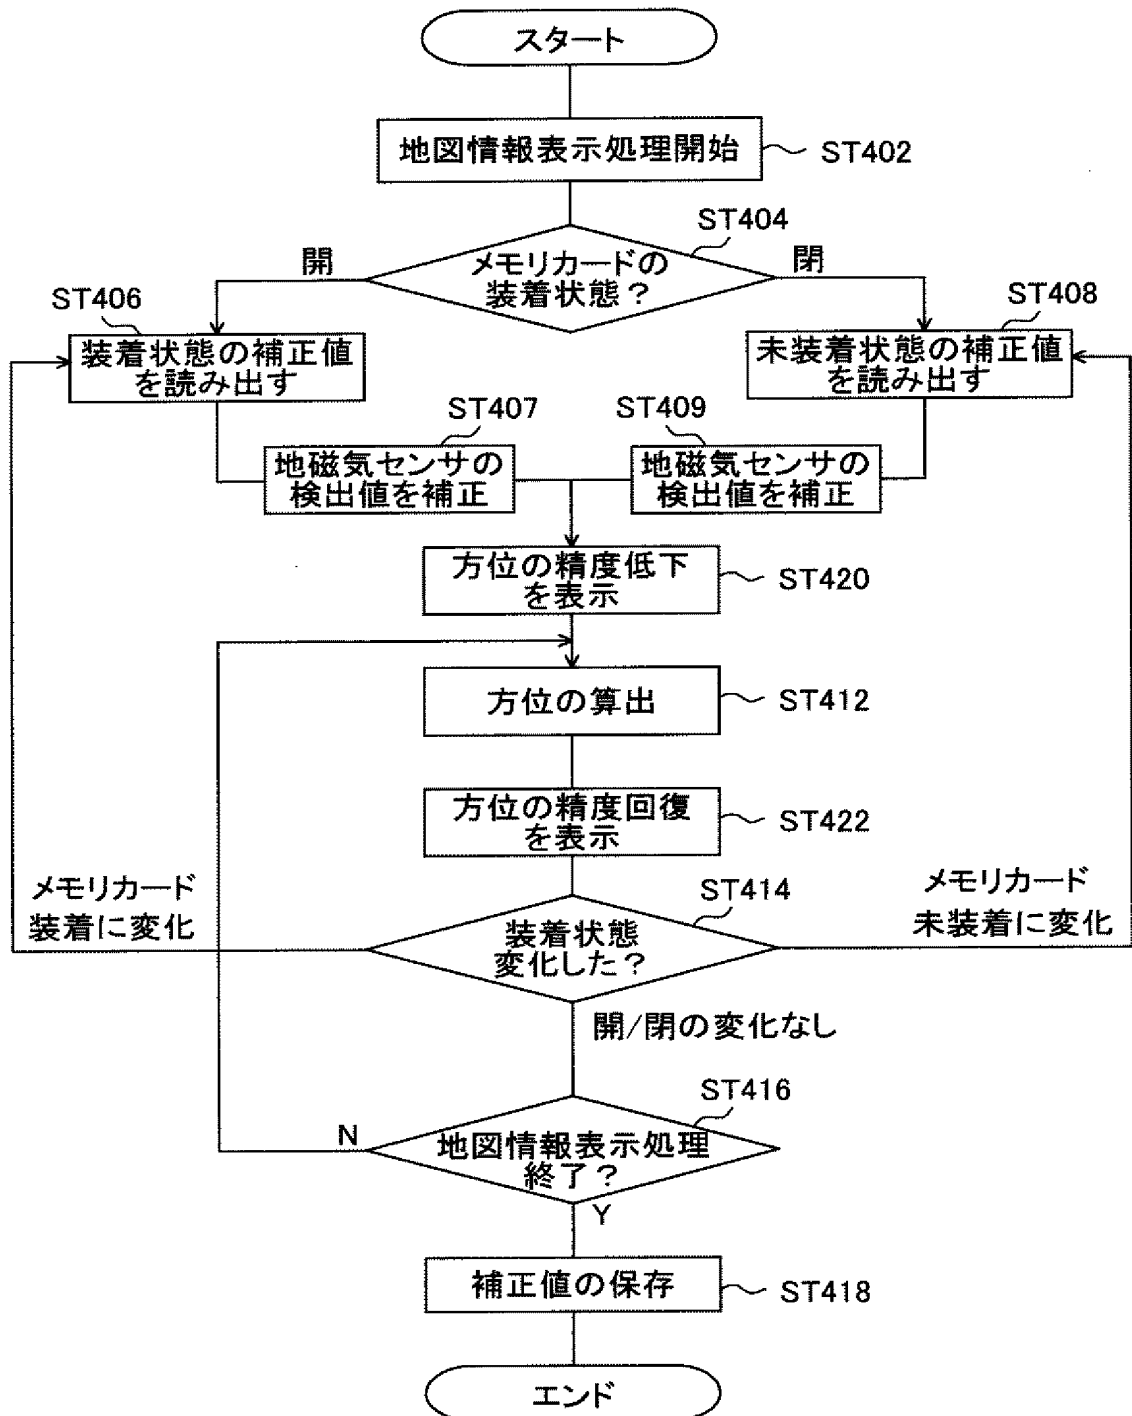 スタート
地図情報表示処理開始
ST402
ST404
メモリカードの
装着状態？
開
閉
ST406
装着状態の補正値
を読み出す
ST408
未装着状態の補正値
を読み出す
ST407
地磁気センサの
検出値を補正
ST409
地磁気センサの
検出値を補正
方位の精度低下
を表示
ST420
方位の算出
ST412
方位の精度回復
を表示
ST422
メモリカード
装着に変化
ST414
装着状態
変化した？
メモリカード
未装着に変化
開/閉の変化なし
ST416
N
地図情報表示処理
終了？
Y
補正値の保存
ST418
エンド